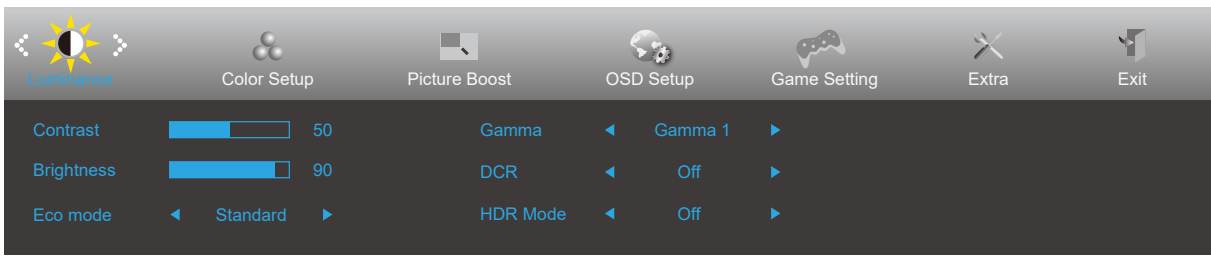 Luminance Color Setup Picture Boost OSD Setup Game Setting Extra Exit
Contrast 50 Gamma Gamma 1
Brightness 90 DCR Off
Eco mode Standard HDR Mode Off